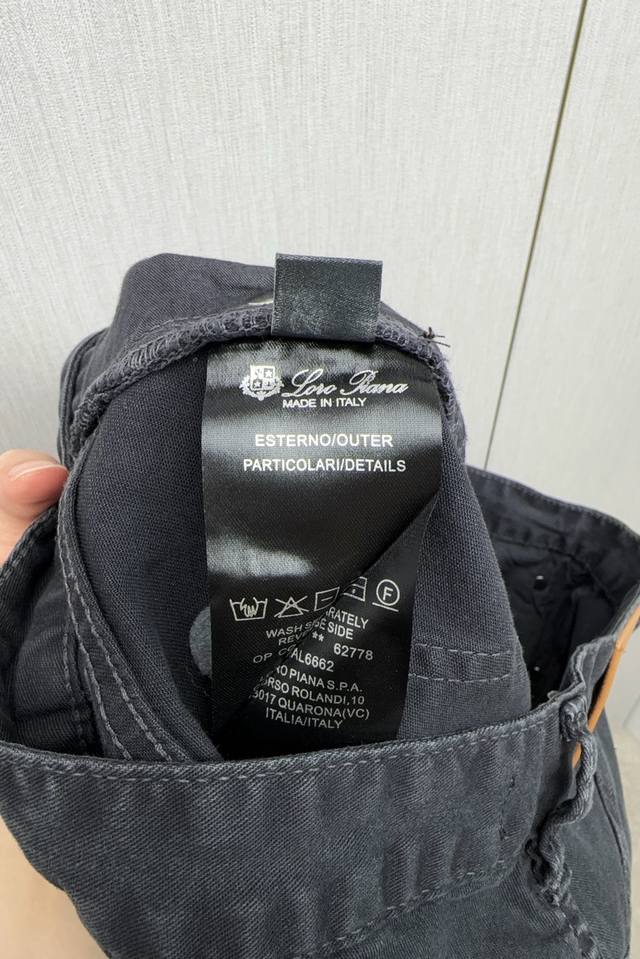 Loro Piana
MADE IN ITALY
ESTERNO/OUTER
PARTICOLARI/DETAILS
F
WASH
SIDE
** 62778
AL6662
PIANA S.P.A.
ROLANDI,10
QUARONA(VC)
ITALIA/ITALY